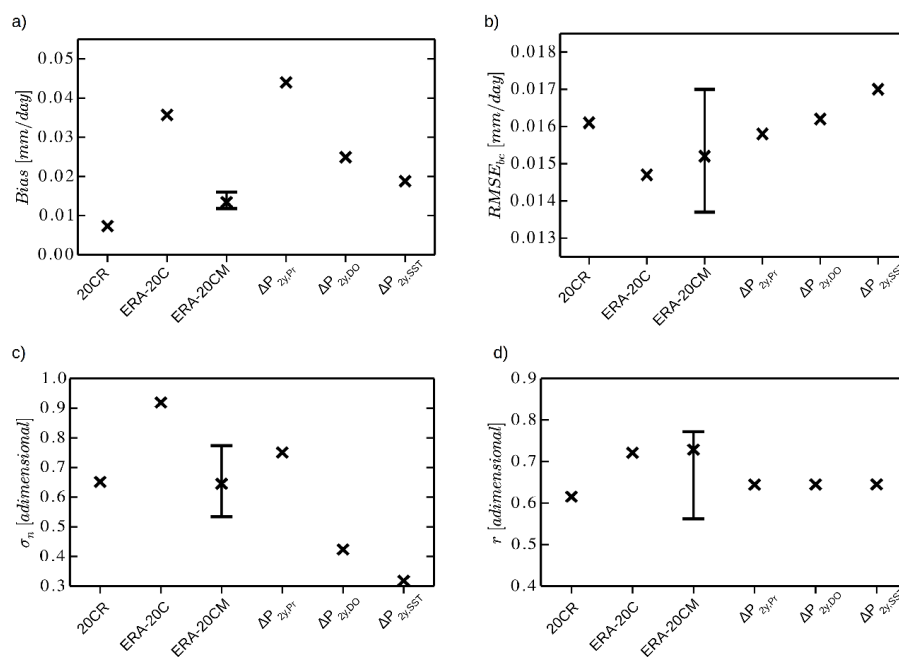 a)
Bias [mm/day]
0.05
0.04
0.03
0.02
0.01
0.00
20CR
ERA-20C
ERA-20CM
ΔP 2y,Pr
ΔP 2y,DO
ΔP 2y,SST
b)
RMSE_bc [mm/day]
0.018
0.017
0.016
0.015
0.014
0.013
20CR
ERA-20C
ERA-20CM
ΔP 2y,Pr
ΔP 2y,DO
ΔP 2y,SST
c)
σ_n [adimensional]
1.0
0.9
0.8
0.7
0.6
0.5
0.4
0.3
20CR
ERA-20C
ERA-20CM
ΔP 2y,Pr
ΔP 2y,DO
ΔP 2y,SST
d)
r [adimensional]
0.9
0.8
0.7
0.6
0.5
0.4
20CR
ERA-20C
ERA-20CM
ΔP 2y,Pr
ΔP 2y,DO
ΔP 2y,SST